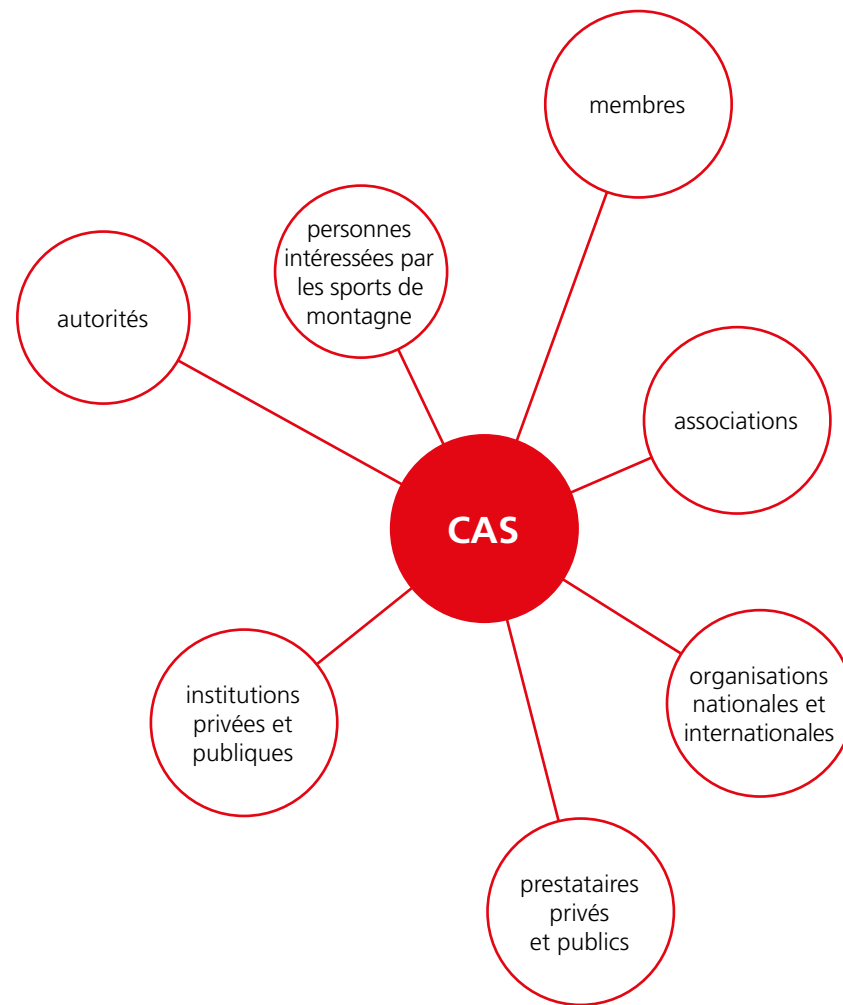 membres
personnes
intéressées par
les sports de
montagne
autorités
associations
CAS
institutions
privées et
publiques
organisations
nationales et
internationales
prestataires
privés
et publics